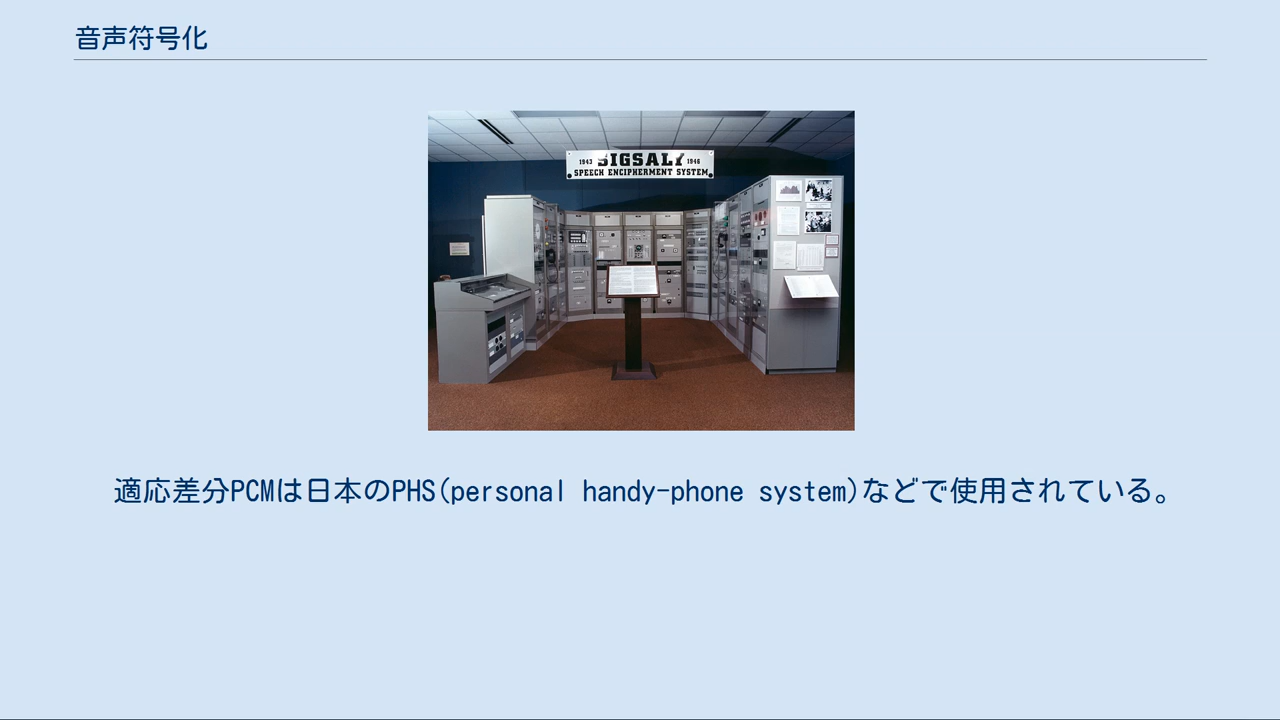 音声符号化
1943 SIGSALY 1946
SPEECH ENCIPHERMENT SYSTEM
適応差分PCMは日本のPHS(personal handy-phone system)などで使用されている。